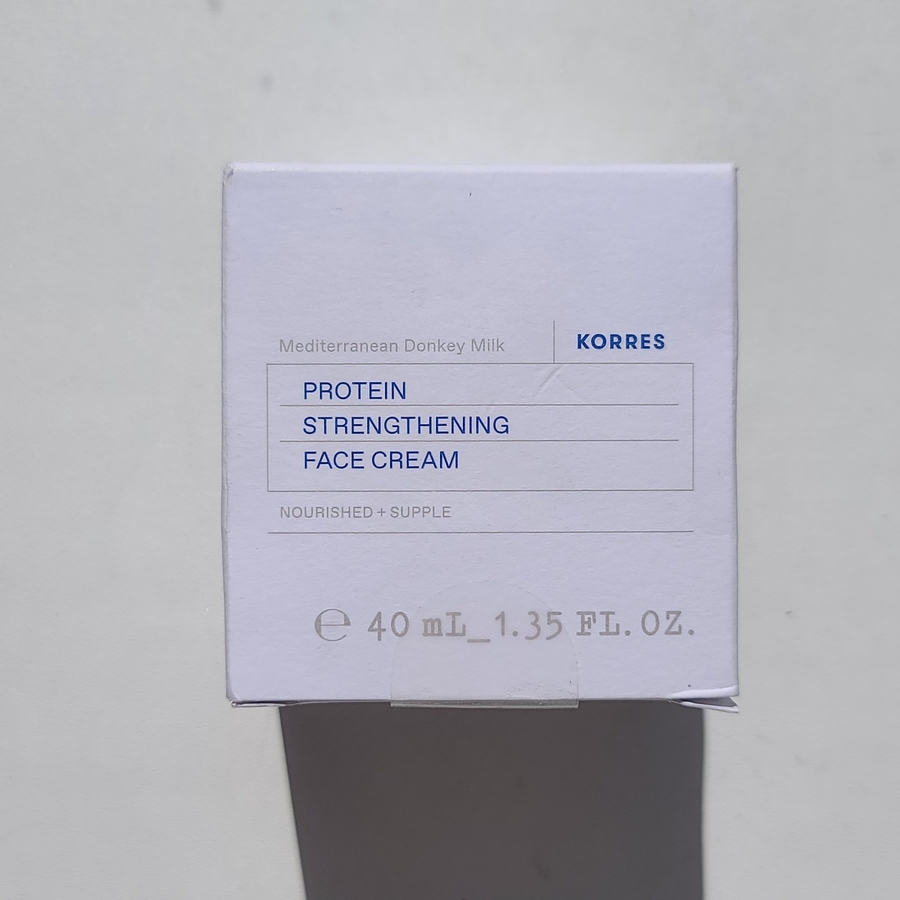 Mediterranean Donkey Milk KORRES
PROTEIN
STRENGTHENING
FACE CREAM
NOURISHED + SUPPLE
℮ 40 mL_1.35 FL. OZ.